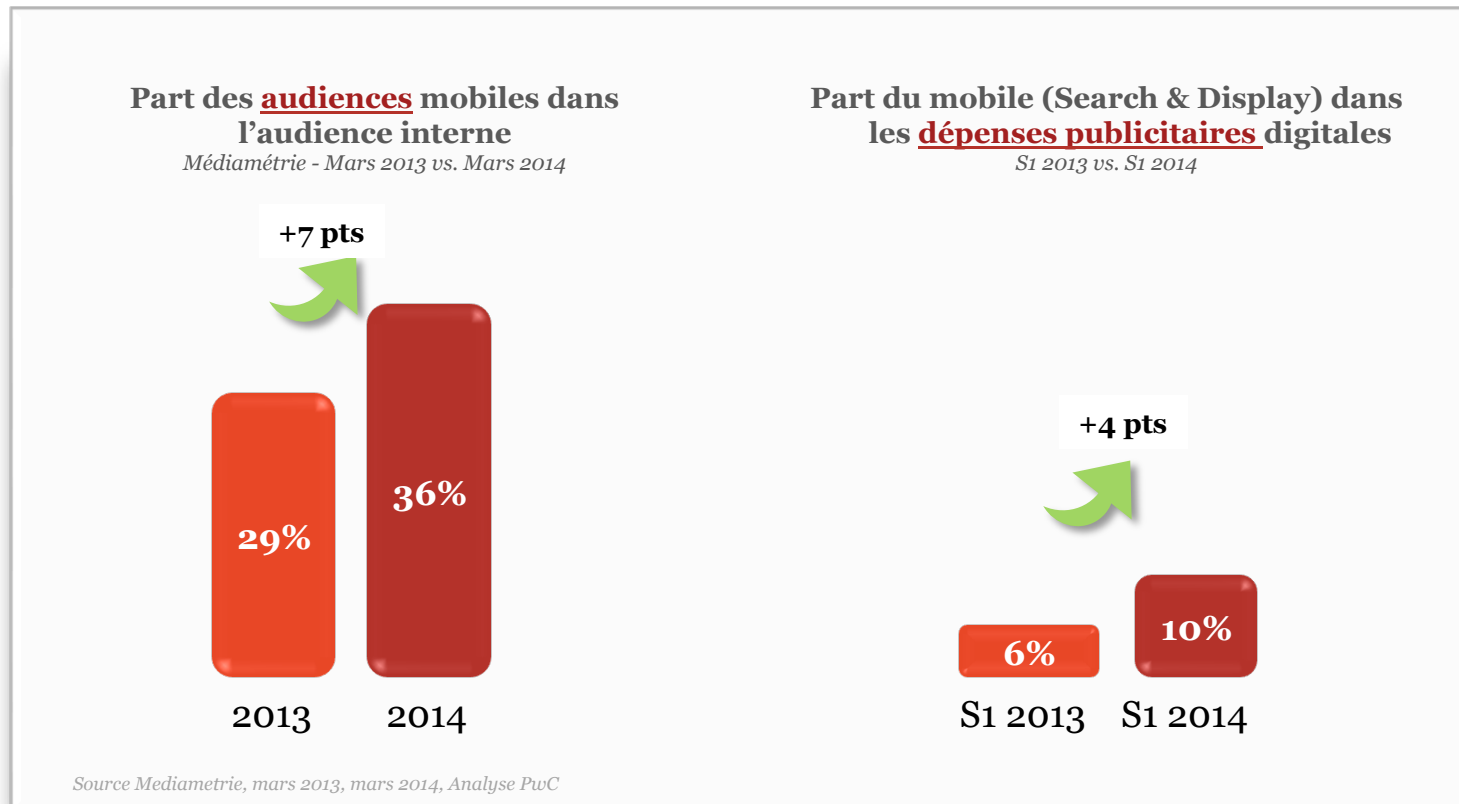 Part des audiences mobiles dans
l’audience interne
Médiamétrie - Mars 2013 vs. Mars 2014
+7 pts
29%
36%
2013 2014
Part du mobile (Search & Display) dans
les dépenses publicitaires digitales
S1 2013 vs. S1 2014
+4 pts
6%
10%
S1 2013 S1 2014
Source Mediametrie, mars 2013, mars 2014, Analyse PwC